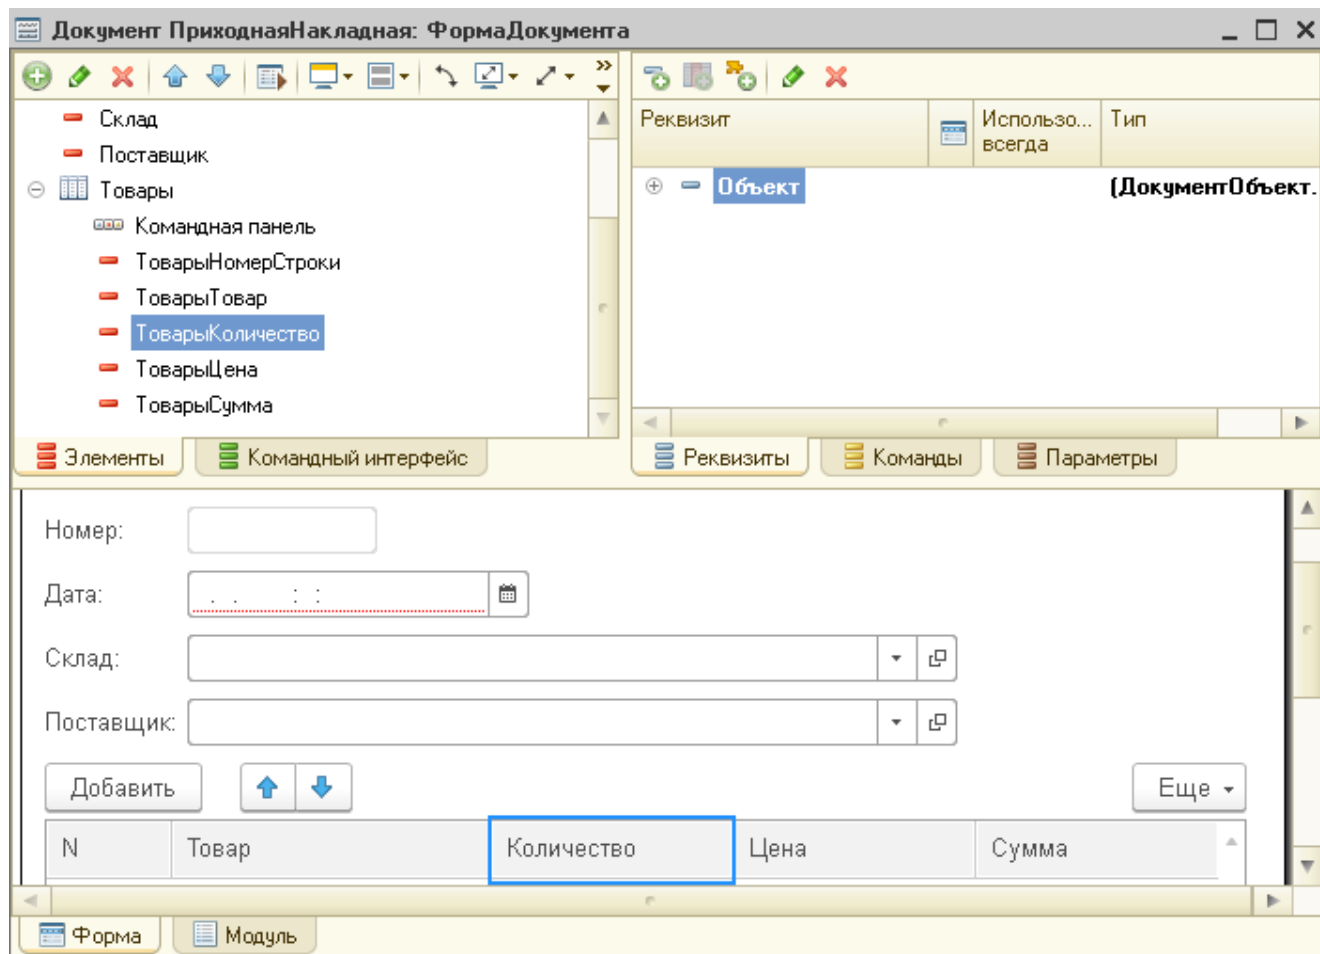 Документ ПриходнаяНакладная: ФормаДокумента
Склад
Поставщик
Товары
Командная панель
ТоварыНомерСтроки
ТоварыТовар
ТоварыКоличество
ТоварыЦена
ТоварыСумма
Элементы Командный интерфейс
Реквизит Использо... всегда Тип
Объект (ДокументОбъект.
Реквизиты Команды Параметры
Номер:
Дата: . . : :
Склад:
Поставщик:
Добавить Еще
N Товар Количество Цена Сумма
Форма Модуль